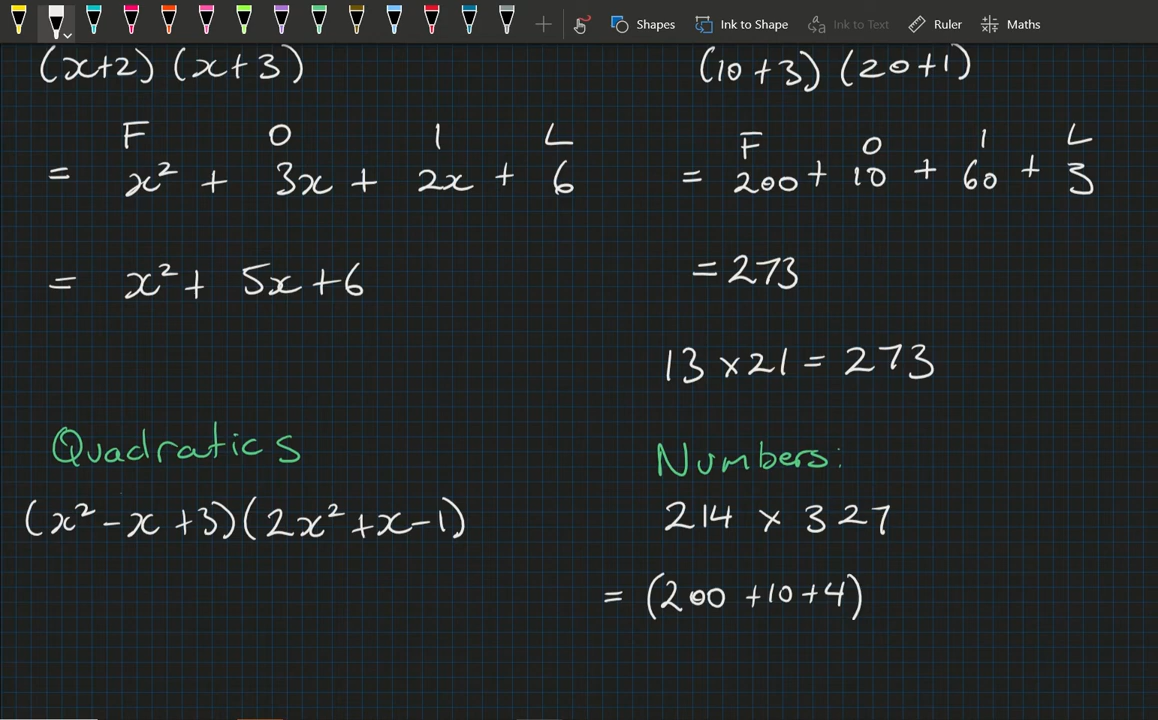 Shapes Ink to Shape Ink to Text Ruler Maths
(x+2) (x+3)
F O I L
= x² + 3x + 2x + 6
= x² + 5x + 6
(10 + 3) (20 + 1)
F O I L
= 200 + 10 + 60 + 3
= 273
13 × 21 = 273
Quadratics
(x² - x + 3)(2x² + x - 1)
Numbers:
214 × 327
= (200 + 10 + 4)